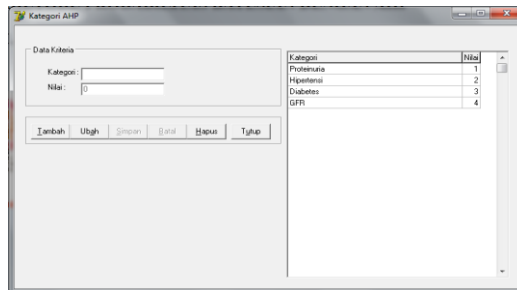 Kategori AHP
Data Kriteria
Kategori :
Nilai : 0
Tambah Ubah Simpan Batal Hapus Tutup
Kategori Nilai
Proteinuria 1
Hipertensi 2
Diabetes 3
GFR 4